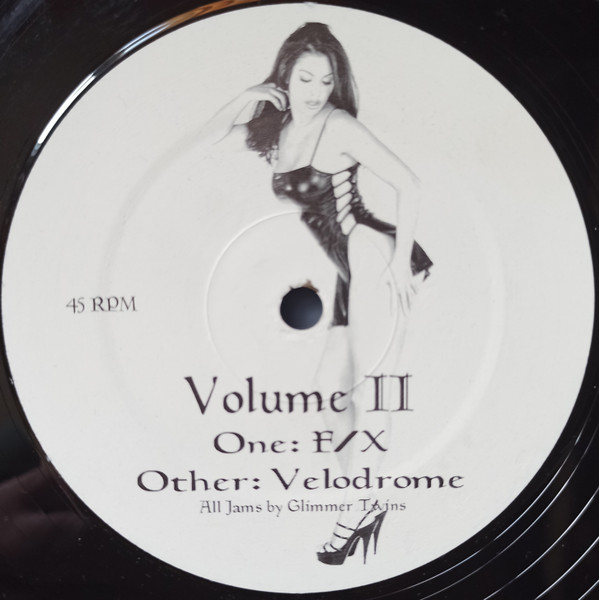 45 RPM
Volume II
One: F/X
Other: Velodrome
All Jams by Glimmer Twins